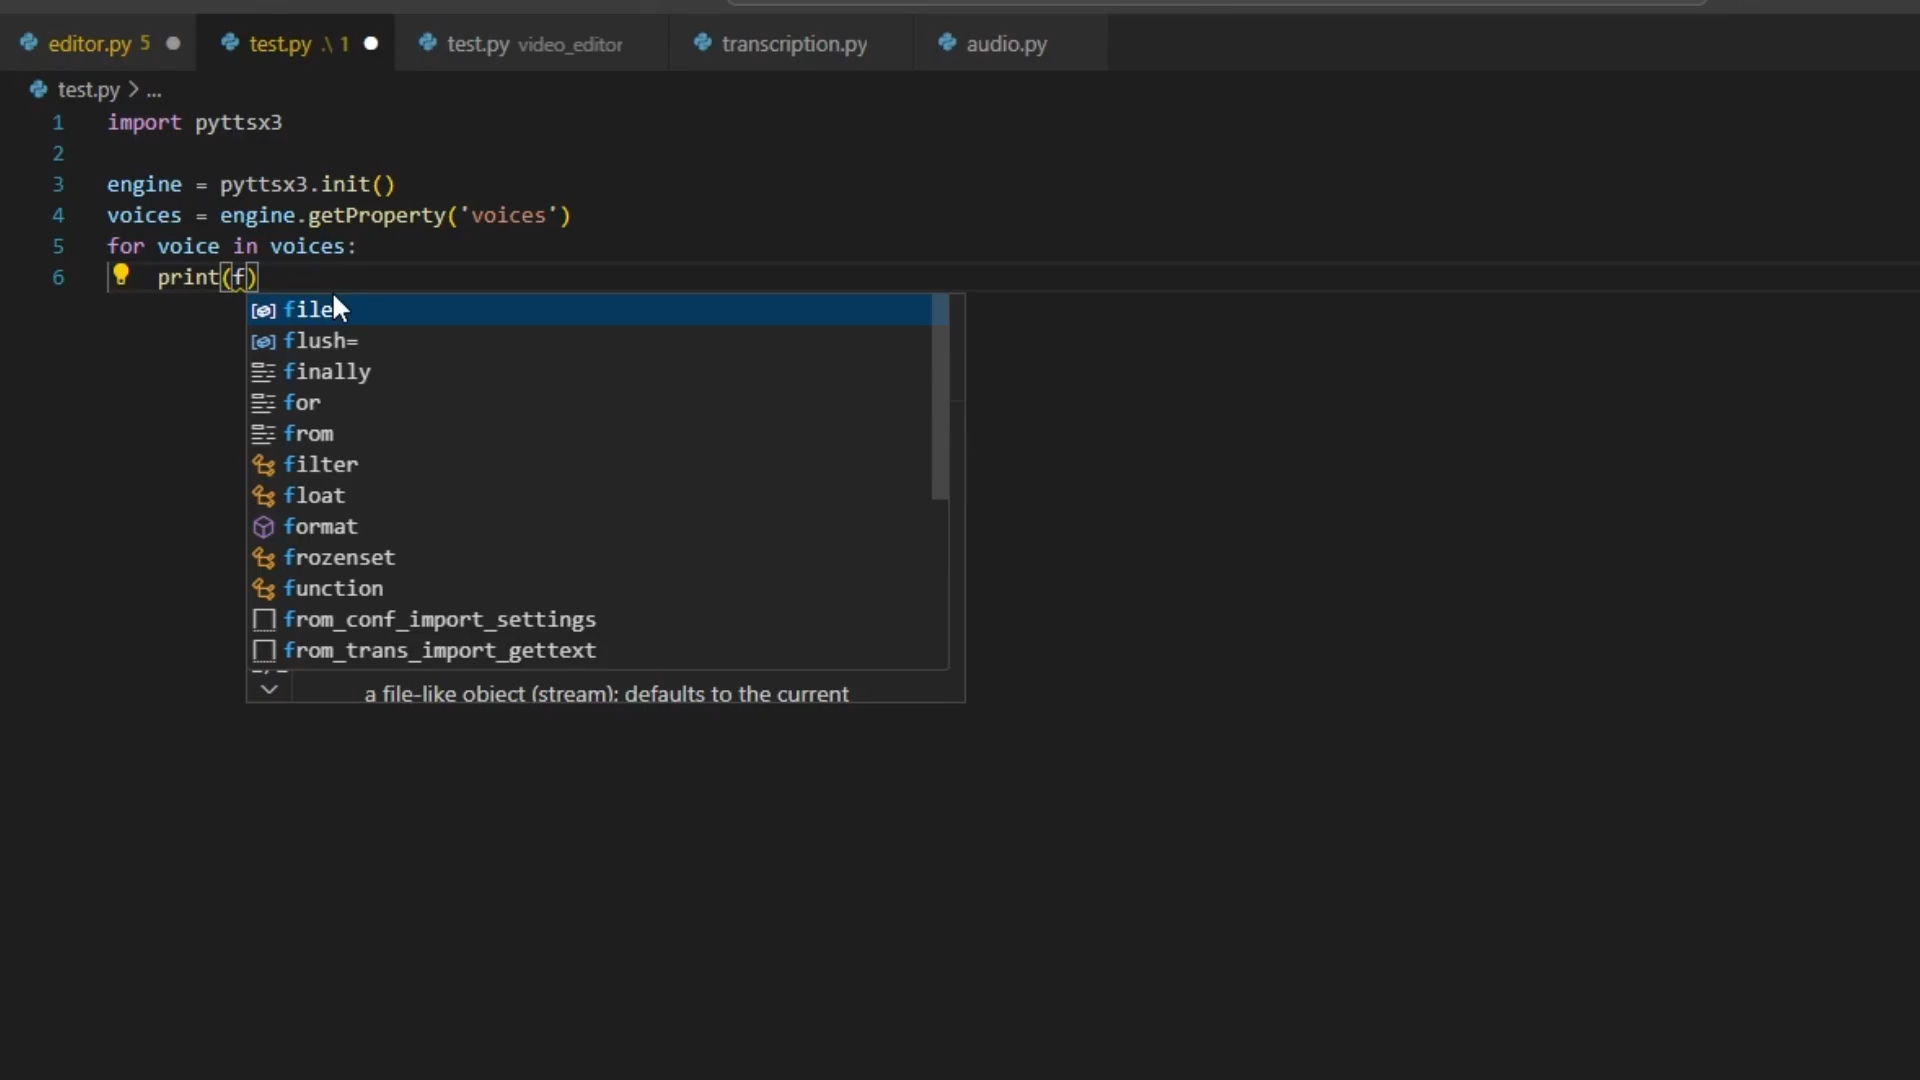 editor.py 5 test.py .\ 1 test.py video_editor transcription.py audio.py
test.py > ...
1 import pyttsx3
2
3 engine = pyttsx3.init()
4 voices = engine.getProperty('voices')
5 for voice in voices:
6 print(f)
file
flush=
finally
for
from
filter
float
format
frozenset
function
from_conf_import_settings
from_trans_import_gettext
a file-like object (stream); defaults to the current